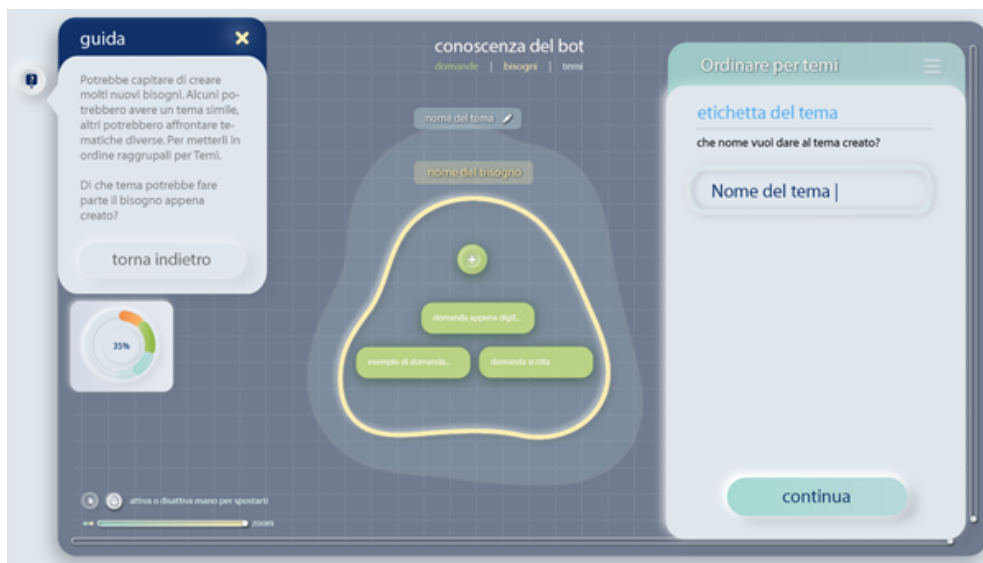 guida
Potrebbe capitare di creare
molti nuovi bisogni. Alcuni po-
trebbero avere un tema simile,
altri potrebbero affrontare te-
matiche diverse. Per metterli in
ordine raggrupali per Temi.
Di che tema potrebbe fare
parte il bisogno appena
creato?
torna indietro
35%
attiva o disattiva mano per spostarti
zoom
conoscenza del bot
domande | bisogni | temi
nome del tema
nome del bisogno
domanda appena digit...
esempio di domanda...
domanda scritta
Ordinare per temi
etichetta del tema
che nome vuoi dare al tema creato?
Nome del tema |
continua